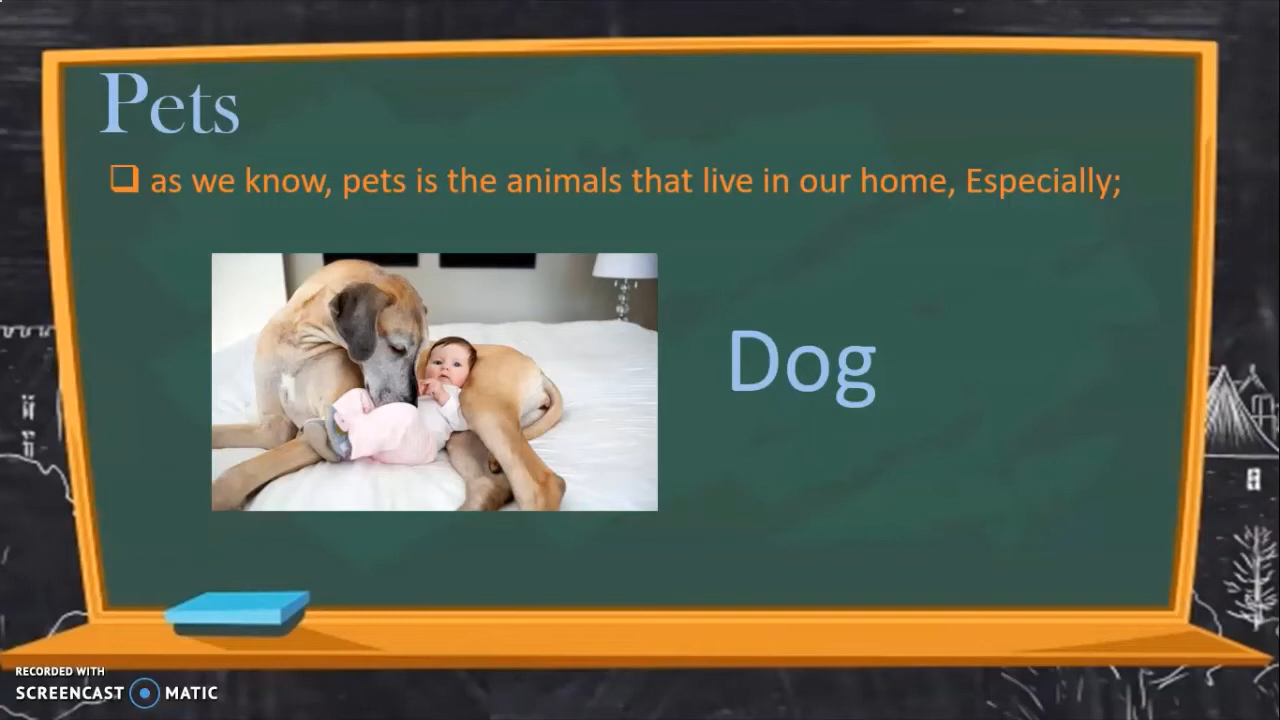 Pets
as we know, pets is the animals that live in our home, Especially;
Dog
RECORDED WITH
SCREENCAST MATIC